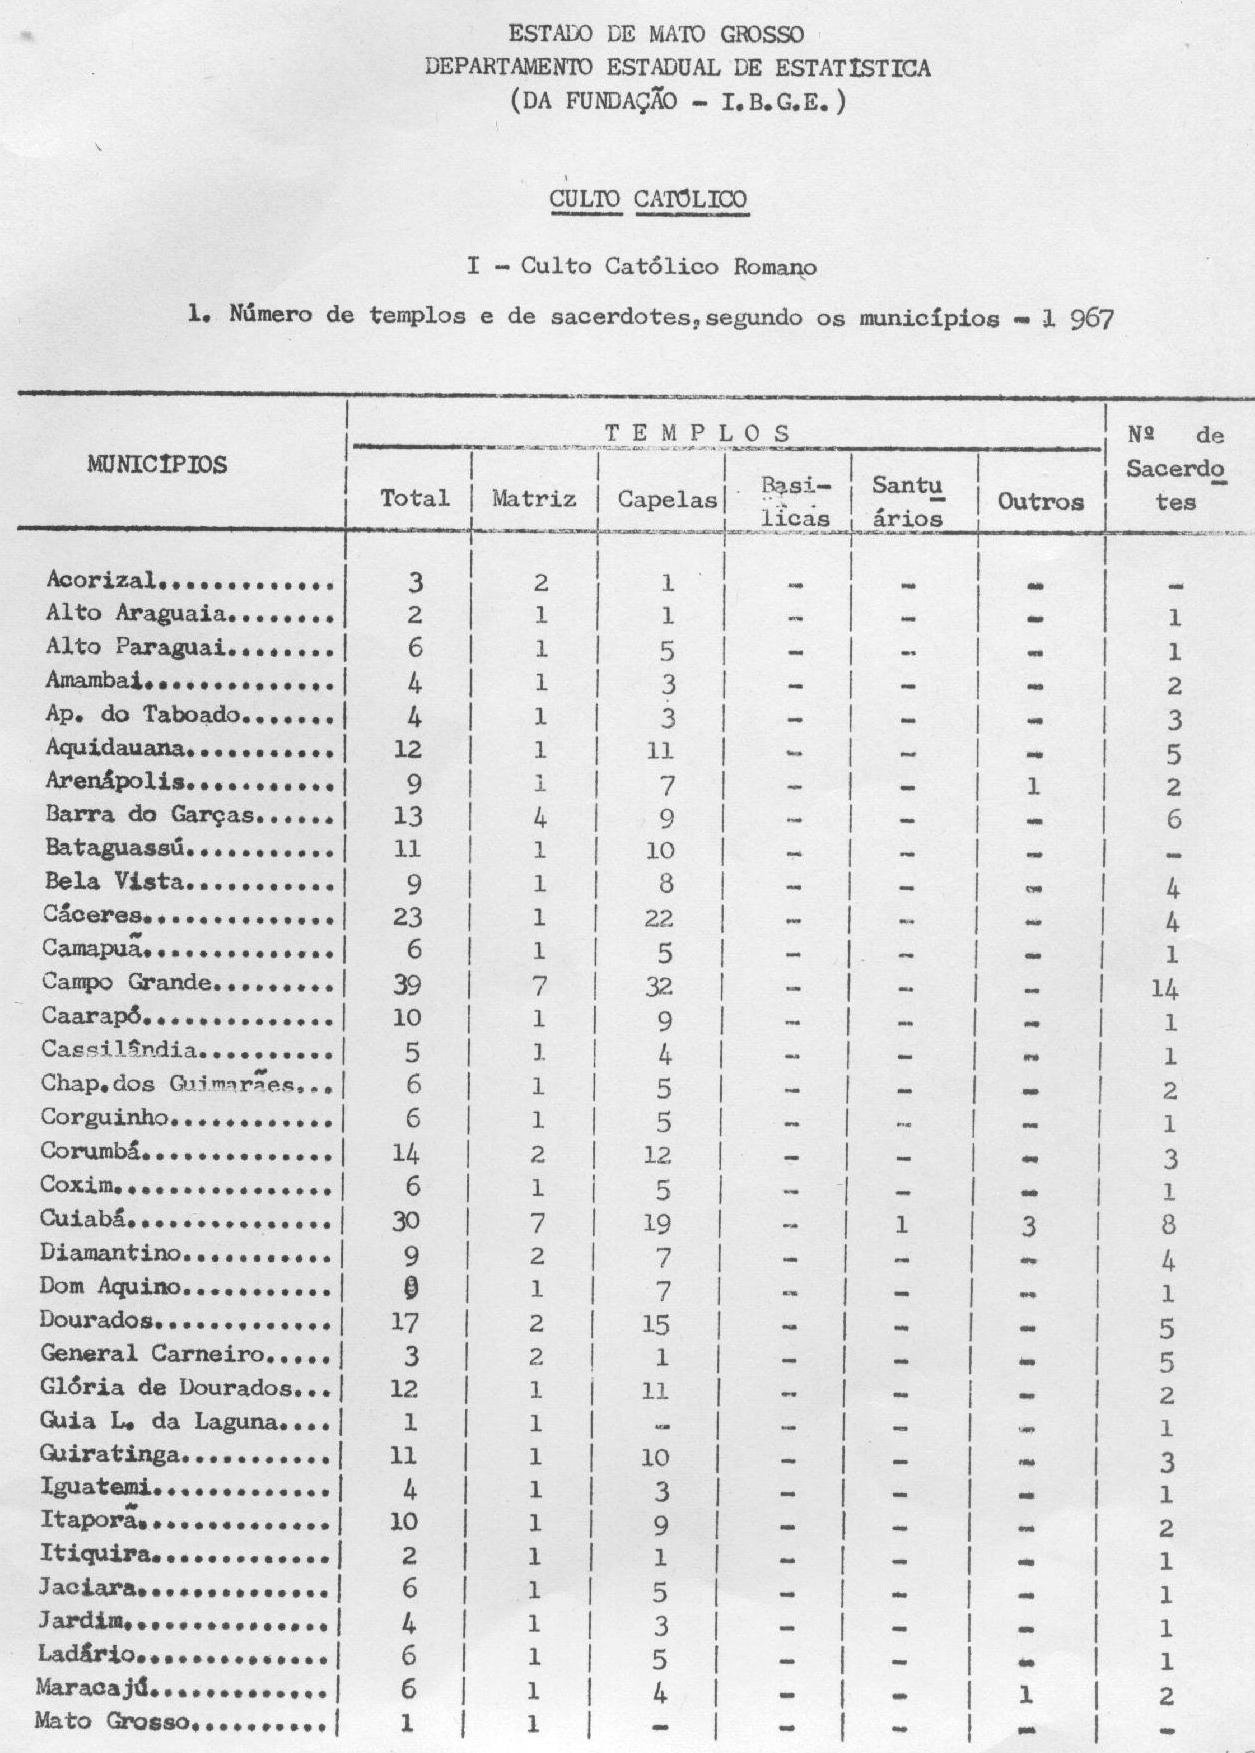 ESTADO DE MATO GROSSO
DEPARTAMENTO ESTADUAL DE ESTATÍSTICA
(DA FUNDAÇÃO - I.B.G.E.)
CULTO CATÓLICO
I - Culto Católico Romano
1. Número de templos e de sacerdotes, segundo os municípios - 1 967
MUNICÍPIOS | TEMPLOS | Nº de Sacerdotes
Total | Matriz | Capelas | Basílicas | Santuários | Outros
Acorizal............. 3 2 1 - - - -
Alto Araguaia........ 2 1 1 - - - 1
Alto Paraguai........ 6 1 5 - - - 1
Amambai.............. 4 1 3 - - - 2
Ap. do Taboado....... 4 1 3 - - - 3
Aquidauana........... 12 1 11 - - - 5
Arenápolis........... 9 1 7 - - 1 2
Barra do Garças...... 13 4 9 - - - 6
Bataguassú........... 11 1 10 - - - -
Bela Vista........... 9 1 8 - - - 4
Cáceres.............. 23 1 22 - - - 4
Camapuã.............. 6 1 5 - - - 1
Campo Grande......... 39 7 32 - - - 14
Caarapó.............. 10 1 9 - - - 1
Cassilândia.......... 5 1 4 - - - 1
Chap.dos Guimarães... 6 1 5 - - - 2
Corguinho............ 6 1 5 - - - 1
Corumbá.............. 14 2 12 - - - 3
Coxim................ 6 1 5 - - - 1
Cuiabá............... 30 7 19 - 1 3 8
Diamantino........... 9 2 7 - - - 4
Dom Aquino........... 1 7 - - - 1
Dourados............. 17 2 15 - - - 5
General Carneiro..... 3 2 1 - - - 5
Glória de Dourados... 12 1 11 - - - 2
Guia L. da Laguna.... 1 1 - - - - 1
Guiratinga........... 11 1 10 - - - 3
Iguatemi............. 4 1 3 - - - 1
Itaporã.............. 10 1 9 - - - 2
Itiquira............. 2 1 1 - - - 1
Jaciara.............. 6 1 5 - - - 1
Jardim............... 4 1 3 - - - 1
Ladário.............. 6 1 5 - - - 1
Maracajú............. 6 1 4 - - 1 2
Mato Grosso.......... 1 1 - - - - -